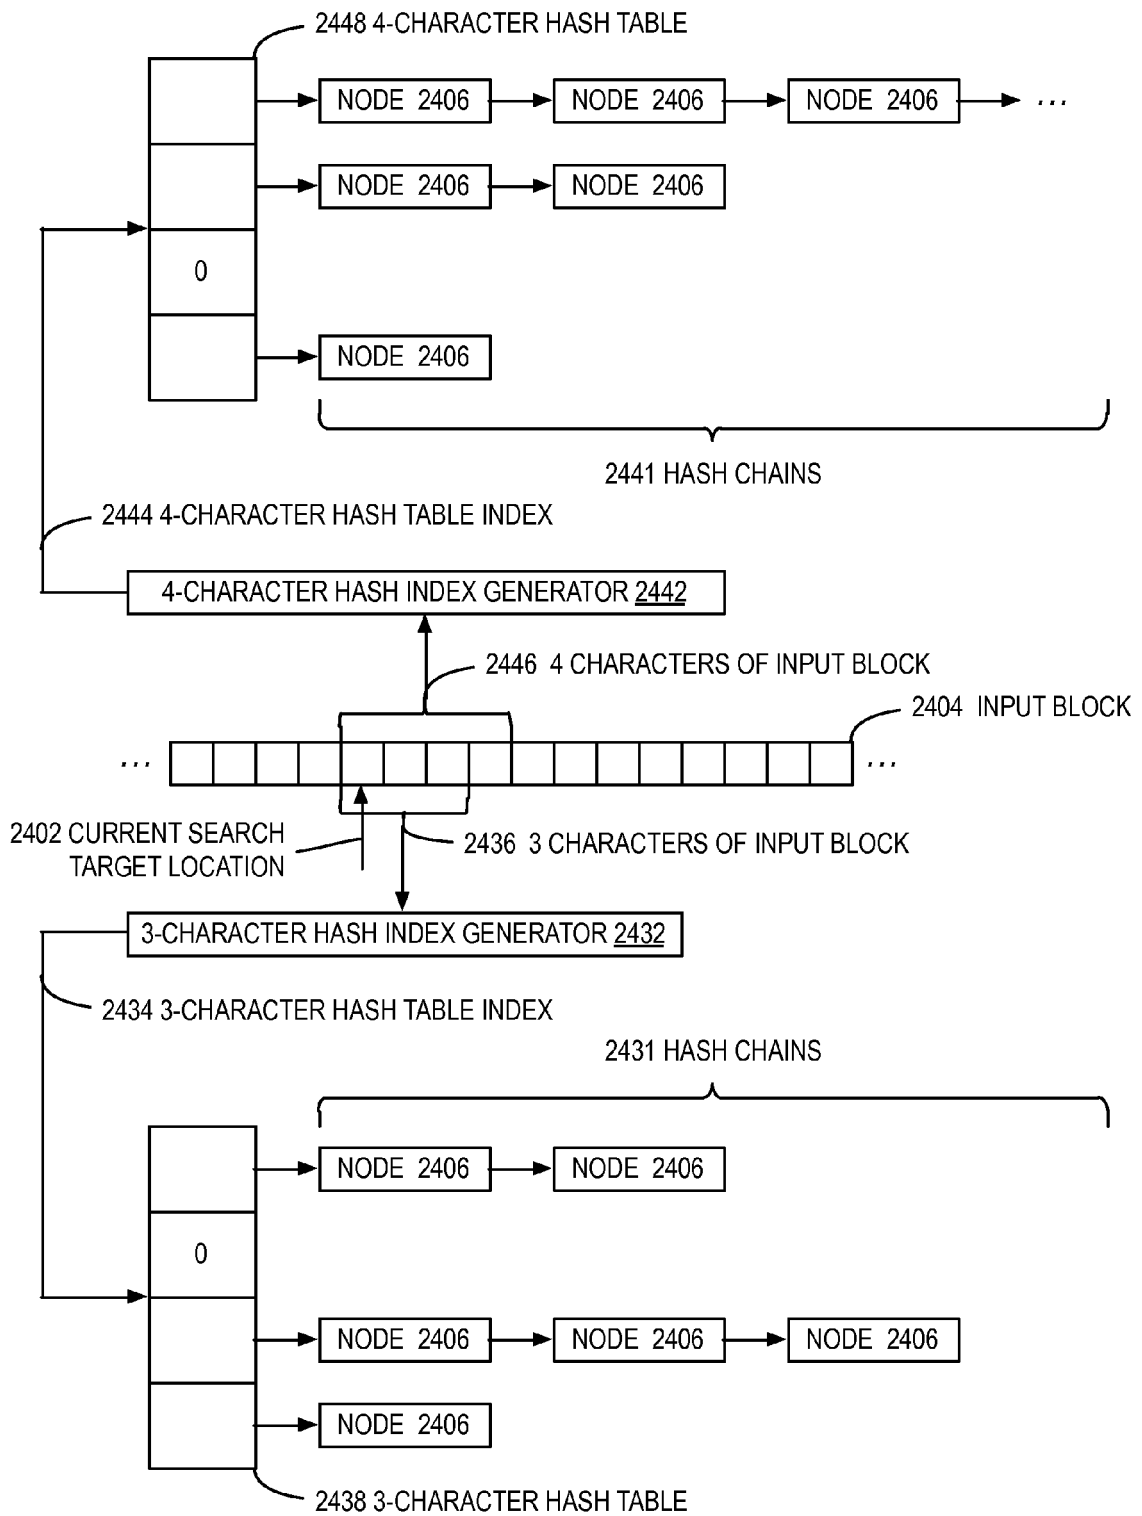 2448 4-CHARACTER HASH TABLE
NODE 2406 NODE 2406 NODE 2406 ...
NODE 2406 NODE 2406
0
NODE 2406
2441 HASH CHAINS
2444 4-CHARACTER HASH TABLE INDEX
4-CHARACTER HASH INDEX GENERATOR 2442
2446 4 CHARACTERS OF INPUT BLOCK
2404 INPUT BLOCK
... ...
2402 CURRENT SEARCH
TARGET LOCATION
2436 3 CHARACTERS OF INPUT BLOCK
3-CHARACTER HASH INDEX GENERATOR 2432
2434 3-CHARACTER HASH TABLE INDEX
2431 HASH CHAINS
NODE 2406 NODE 2406
0
NODE 2406 NODE 2406 NODE 2406
NODE 2406
2438 3-CHARACTER HASH TABLE